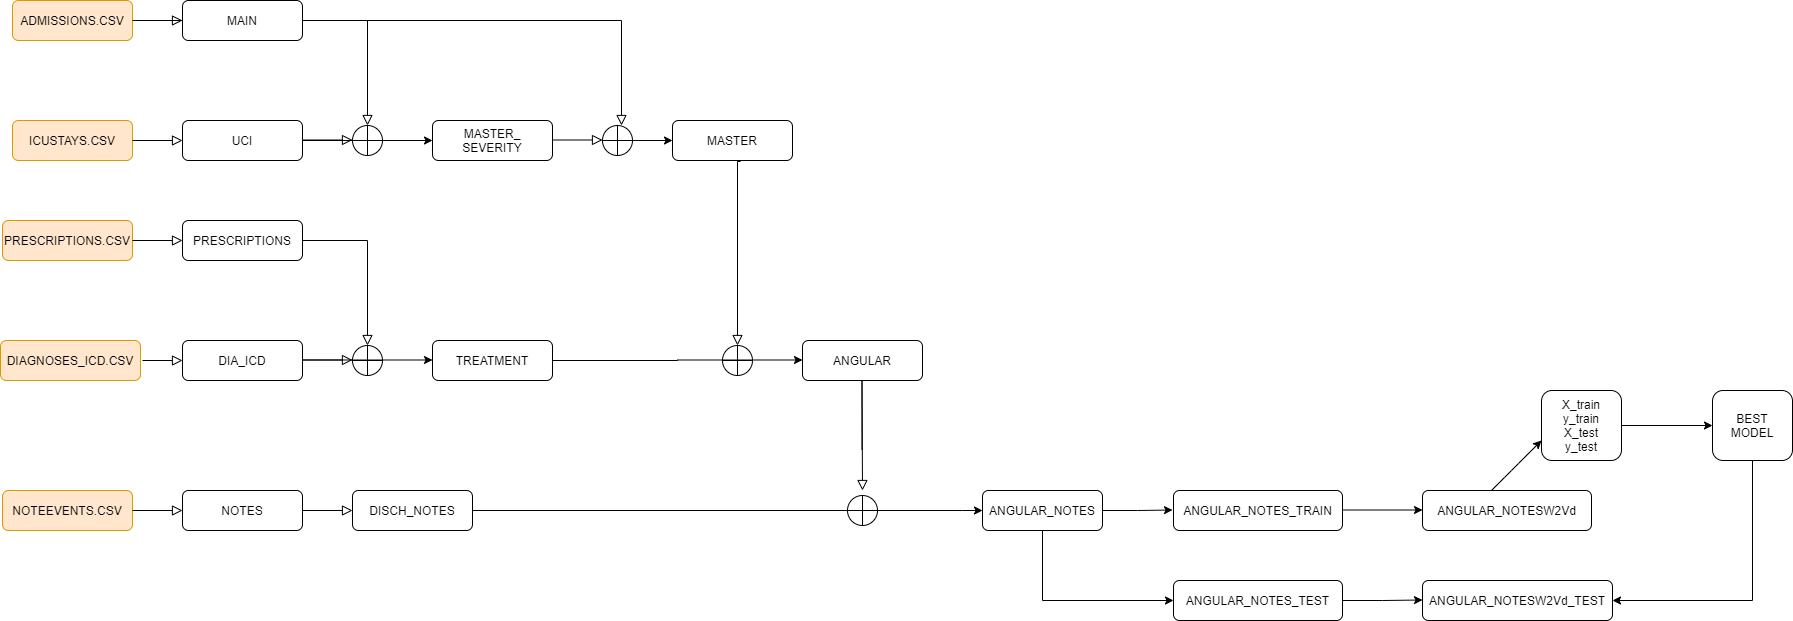 ADMISSIONS.CSV
MAIN
ICUSTAYS.CSV
UCI
MASTER_
SEVERITY
MASTER
PRESCRIPTIONS.CSV
PRESCRIPTIONS
DIAGNOSES_ICD.CSV
DIA_ICD
TREATMENT
ANGULAR
X_train
y_train
X_test
y_test
BEST
MODEL
NOTEEVENTS.CSV
NOTES
DISCH_NOTES
ANGULAR_NOTES
ANGULAR_NOTES_TRAIN
ANGULAR_NOTESW2Vd
ANGULAR_NOTES_TEST
ANGULAR_NOTESW2Vd_TEST